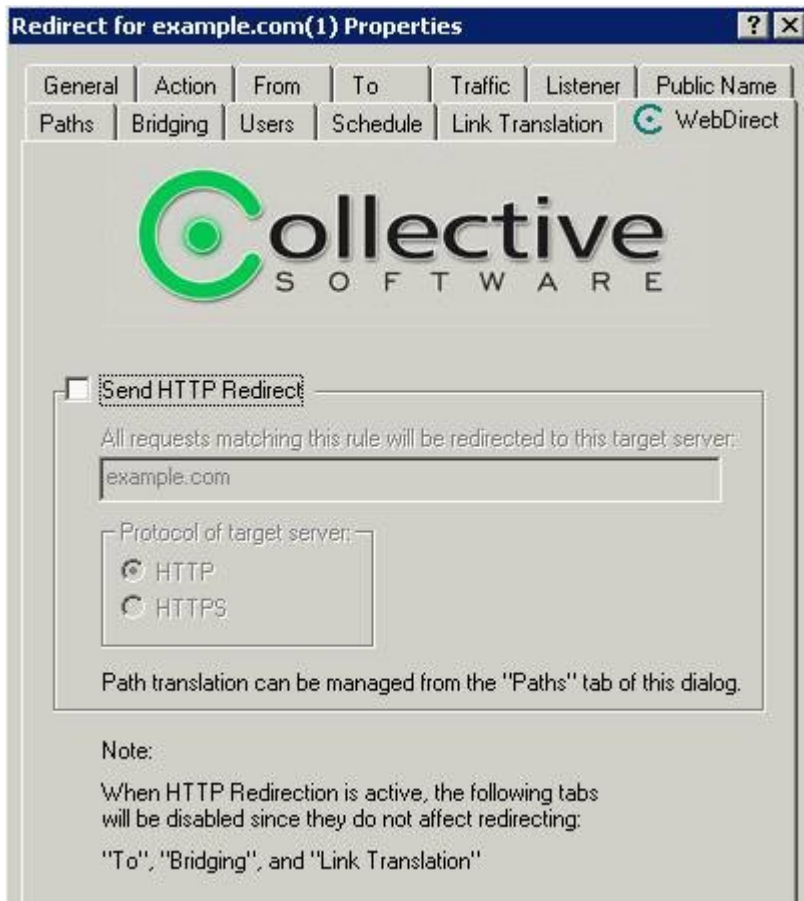 Redirect for example.com(1) Properties
General Action From To Traffic Listener Public Name
Paths Bridging Users Schedule Link Translation WebDirect
Collective
SOFTWARE
Send HTTP Redirect
All requests matching this rule will be redirected to this target server:
example.com
Protocol of target server:
HTTP
HTTPS
Path translation can be managed from the "Paths" tab of this dialog.
Note:
When HTTP Redirection is active, the following tabs
will be disabled since they do not affect redirecting:
"To", "Bridging", and "Link Translation"